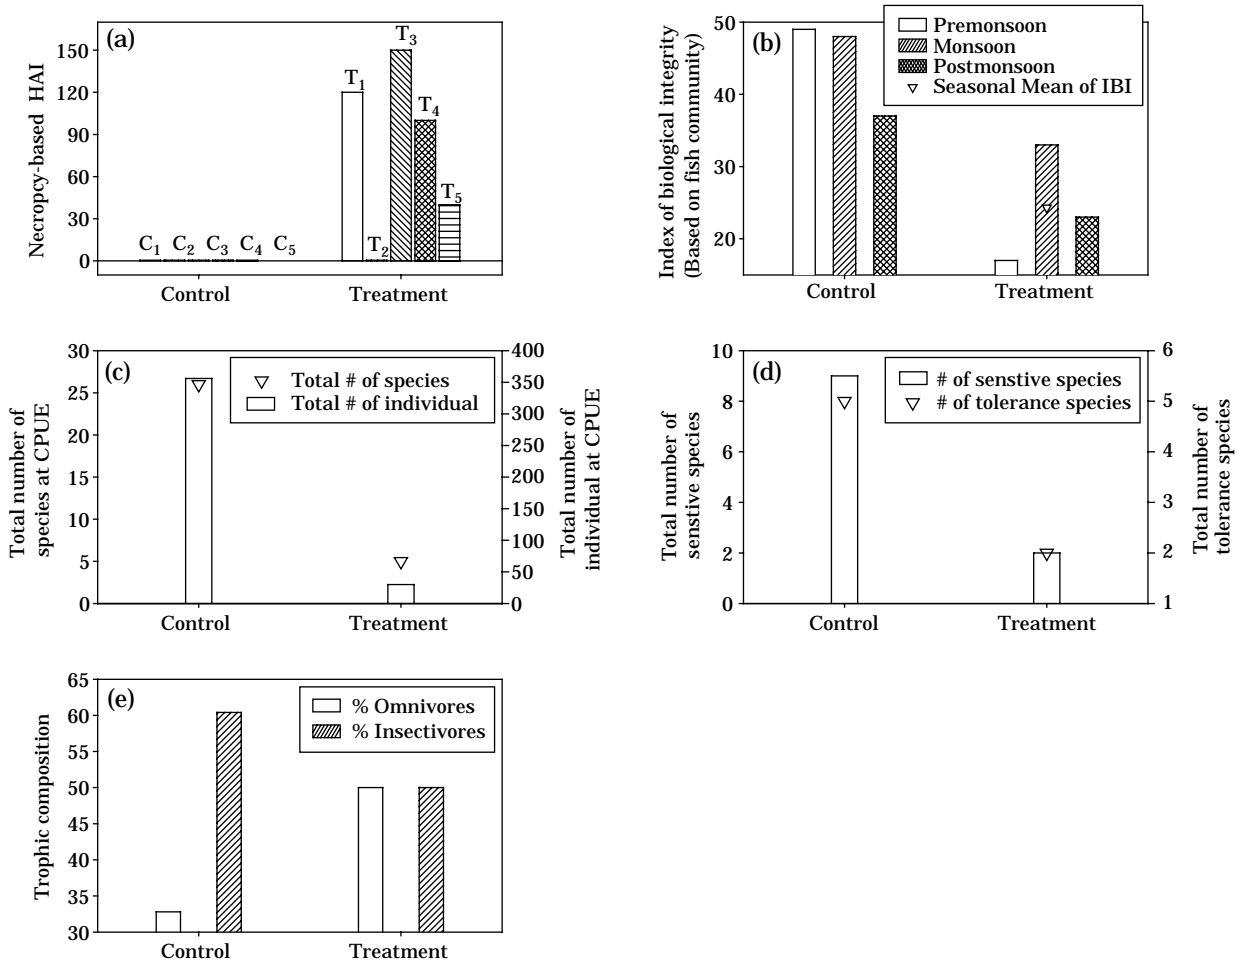 (a)
Necropcy-based HAI
150
120
90
60
30
0
C1 C2 C3 C4 C5
T1 T2 T3 T4 T5
Control Treatment
(b)
Index of biological integrity
(Based on fish community)
50
40
30
20
Premonsoon
Monsoon
Postmonsoon
Seasonal Mean of IBI
Control Treatment
(c)
Total number of
species at CPUE
30
25
20
15
10
5
0
Total # of species
Total # of individual
400
350
300
250
200
150
100
50
0
Total number of
individual at CPUE
Control Treatment
(d)
Total number of
senstive species
10
8
6
4
2
0
# of senstive species
# of tolerance species
6
5
4
3
2
1
Total number of
tolerance species
Control Treatment
(e)
Trophic composition
65
60
55
50
45
40
35
30
% Omnivores
% Insectivores
Control Treatment